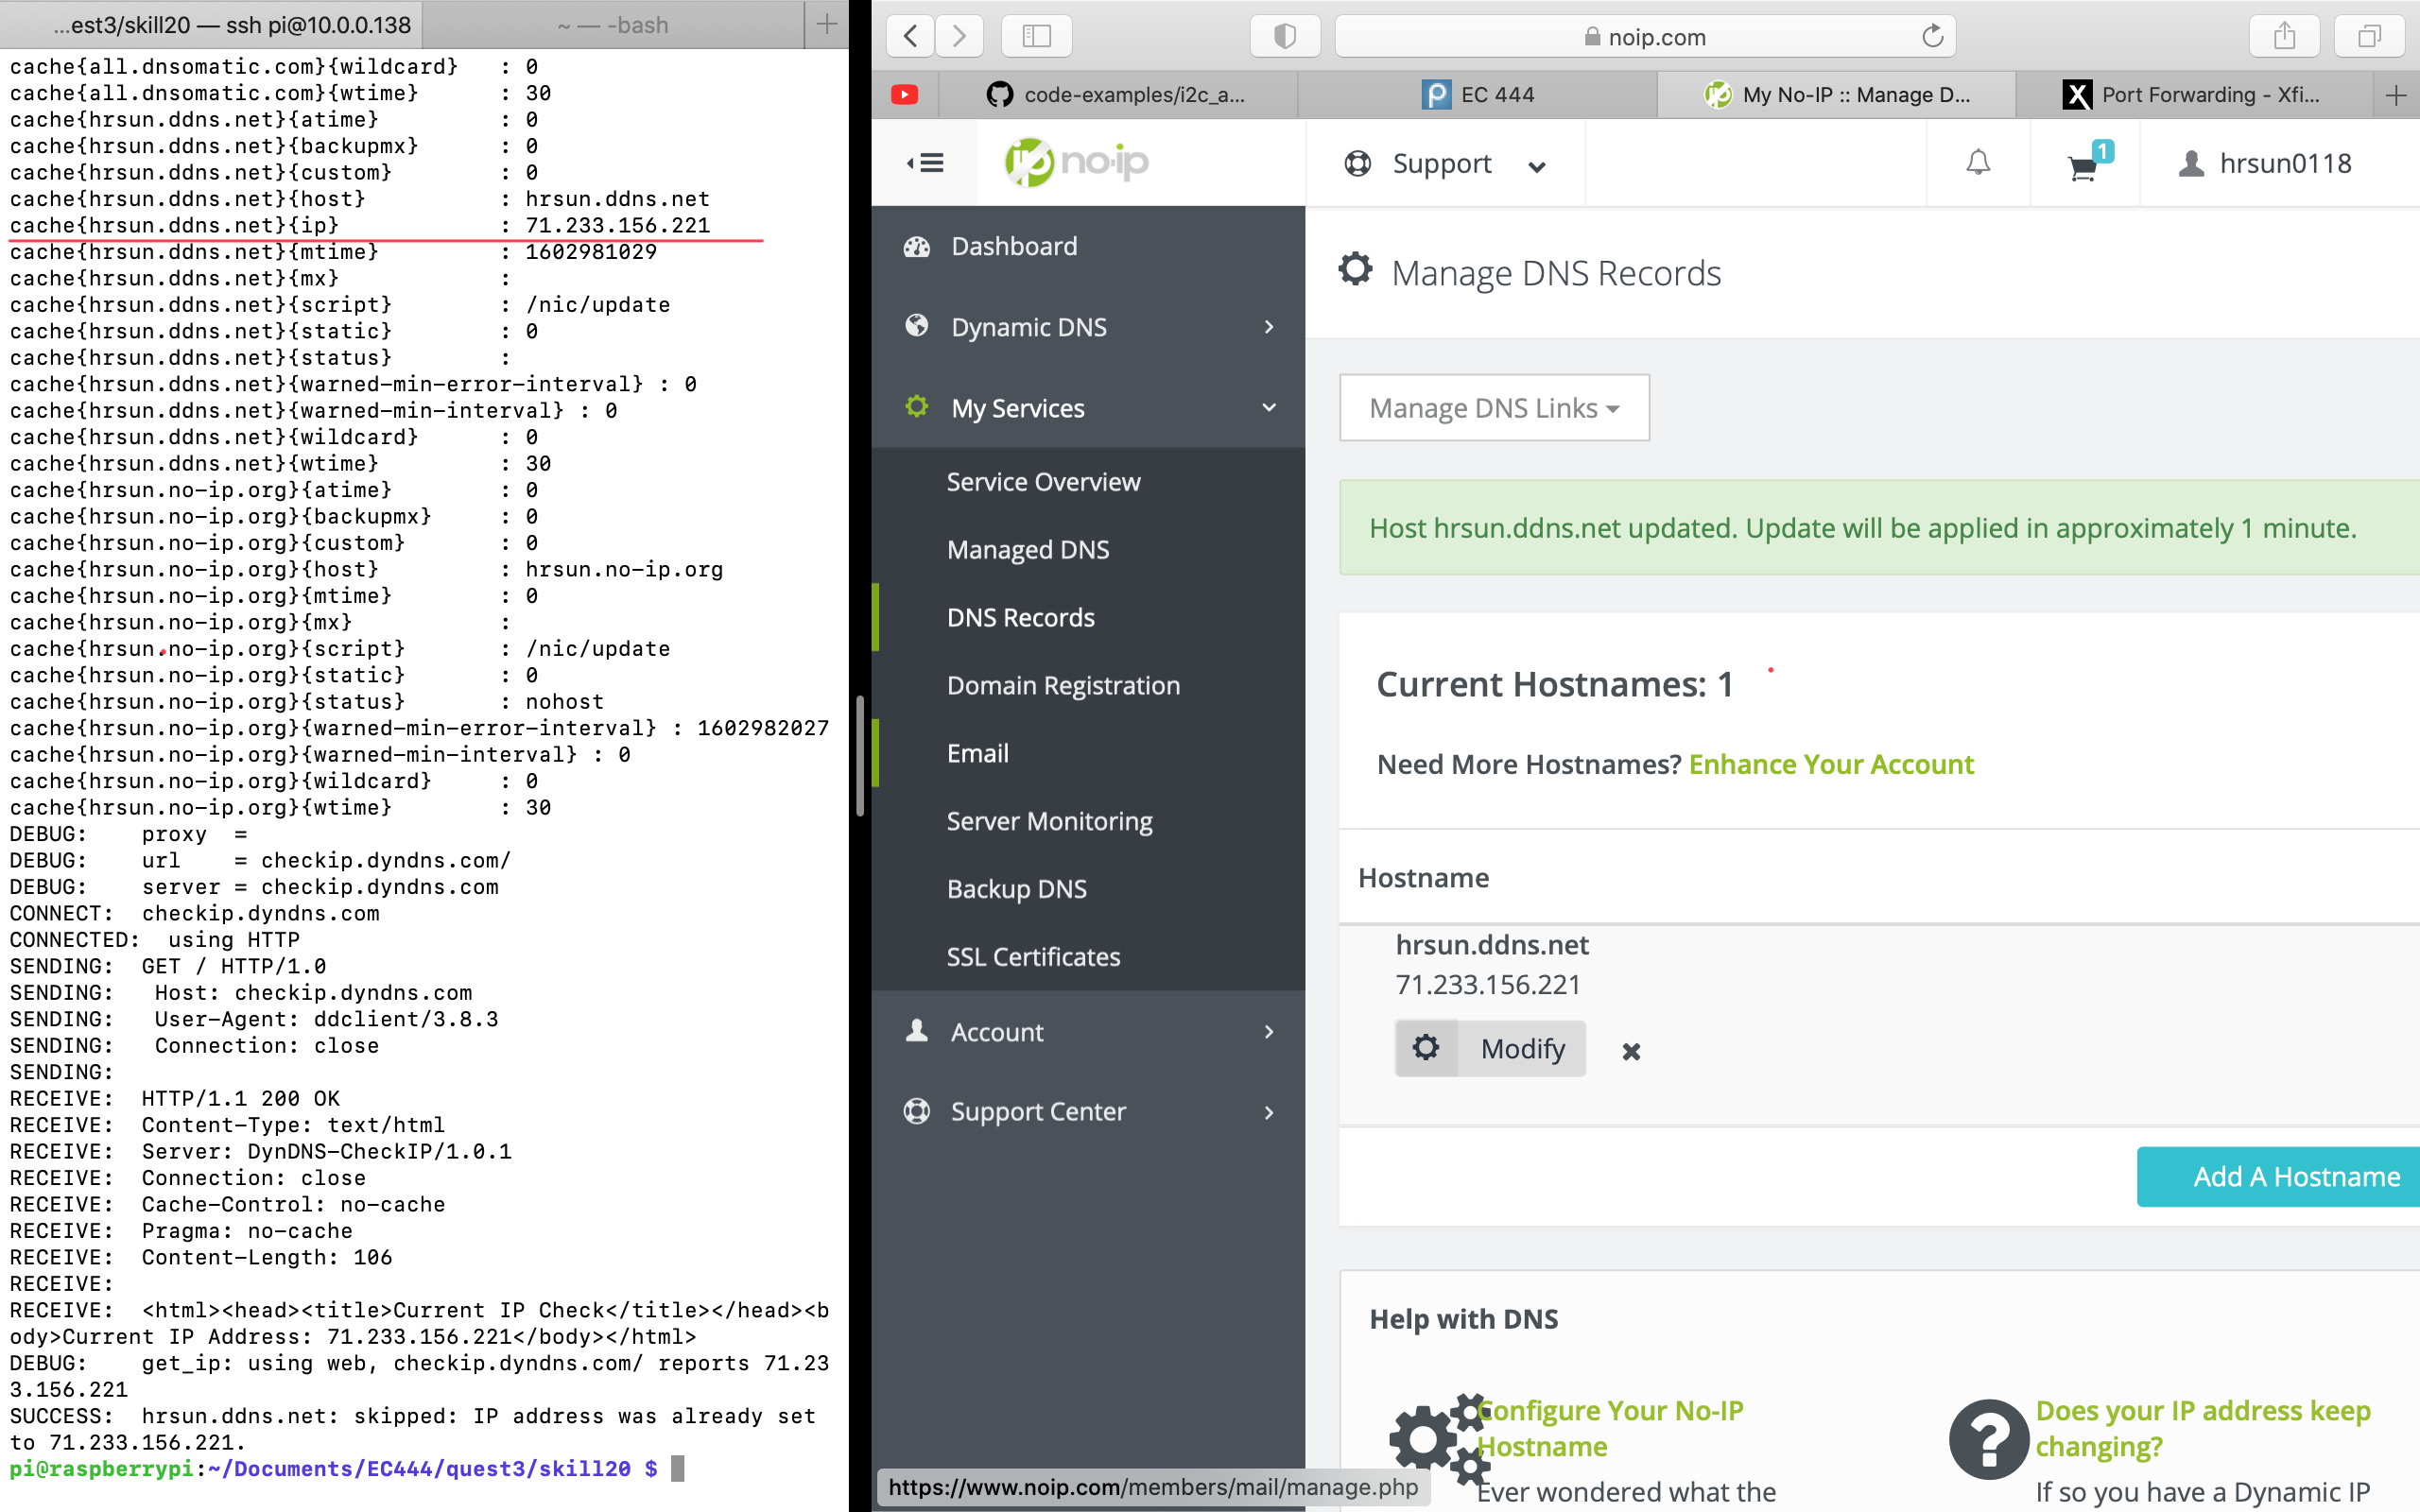 ...est3/skill20 — ssh pi@10.0.0.138
~ — -bash
cache{all.dnsomatic.com}{wildcard}   : 0
cache{all.dnsomatic.com}{wtime}      : 30
cache{hrsun.ddns.net}{atime}         : 0
cache{hrsun.ddns.net}{backupmx}      : 0
cache{hrsun.ddns.net}{custom}        : 0
cache{hrsun.ddns.net}{host}          : hrsun.ddns.net
cache{hrsun.ddns.net}{ip}            : 71.233.156.221
cache{hrsun.ddns.net}{mtime}         : 1602981029
cache{hrsun.ddns.net}{mx}            :
cache{hrsun.ddns.net}{script}        : /nic/update
cache{hrsun.ddns.net}{static}        : 0
cache{hrsun.ddns.net}{status}        :
cache{hrsun.ddns.net}{warned-min-error-interval} : 0
cache{hrsun.ddns.net}{warned-min-interval} : 0
cache{hrsun.ddns.net}{wildcard}      : 0
cache{hrsun.ddns.net}{wtime}         : 30
cache{hrsun.no-ip.org}{atime}        : 0
cache{hrsun.no-ip.org}{backupmx}     : 0
cache{hrsun.no-ip.org}{custom}       : 0
cache{hrsun.no-ip.org}{host}         : hrsun.no-ip.org
cache{hrsun.no-ip.org}{mtime}        : 0
cache{hrsun.no-ip.org}{mx}           :
cache{hrsun.no-ip.org}{script}       : /nic/update
cache{hrsun.no-ip.org}{static}       : 0
cache{hrsun.no-ip.org}{status}       : nohost
cache{hrsun.no-ip.org}{warned-min-error-interval} : 1602982027
cache{hrsun.no-ip.org}{warned-min-interval} : 0
cache{hrsun.no-ip.org}{wildcard}     : 0
cache{hrsun.no-ip.org}{wtime}        : 30
DEBUG:    proxy  =
DEBUG:    url    = checkip.dyndns.com/
DEBUG:    server = checkip.dyndns.com
CONNECT:  checkip.dyndns.com
CONNECTED:  using HTTP
SENDING:  GET / HTTP/1.0
SENDING:   Host: checkip.dyndns.com
SENDING:   User-Agent: ddclient/3.8.3
SENDING:   Connection: close
SENDING:
RECEIVE:  HTTP/1.1 200 OK
RECEIVE:  Content-Type: text/html
RECEIVE:  Server: DynDNS-CheckIP/1.0.1
RECEIVE:  Connection: close
RECEIVE:  Cache-Control: no-cache
RECEIVE:  Pragma: no-cache
RECEIVE:  Content-Length: 106
RECEIVE:
RECEIVE:  <html><head><title>Current IP Check</title></head><b
ody>Current IP Address: 71.233.156.221</body></html>
DEBUG:    get_ip: using web, checkip.dyndns.com/ reports 71.23
3.156.221
SUCCESS:  hrsun.ddns.net: skipped: IP address was already set
to 71.233.156.221.
pi@raspberrypi:~/Documents/EC444/quest3/skill20 $
noip.com
code-examples/i2c_a...
EC 444
My No-IP :: Manage D...
Port Forwarding - Xfi...
no-ip
Support
1
hrsun0118
Dashboard
Dynamic DNS
My Services
Service Overview
Managed DNS
DNS Records
Domain Registration
Email
Server Monitoring
Backup DNS
SSL Certificates
Account
Support Center
https://www.noip.com/members/mail/manage.php
Manage DNS Records
Manage DNS Links
Host hrsun.ddns.net updated. Update will be applied in approximately 1 minute.
Current Hostnames: 1
Need More Hostnames? Enhance Your Account
Hostname
hrsun.ddns.net
71.233.156.221
Modify
Add A Hostname
Help with DNS
Configure Your No-IP
Hostname
Ever wondered what the
Does your IP address keep
changing?
If so you have a Dynamic IP